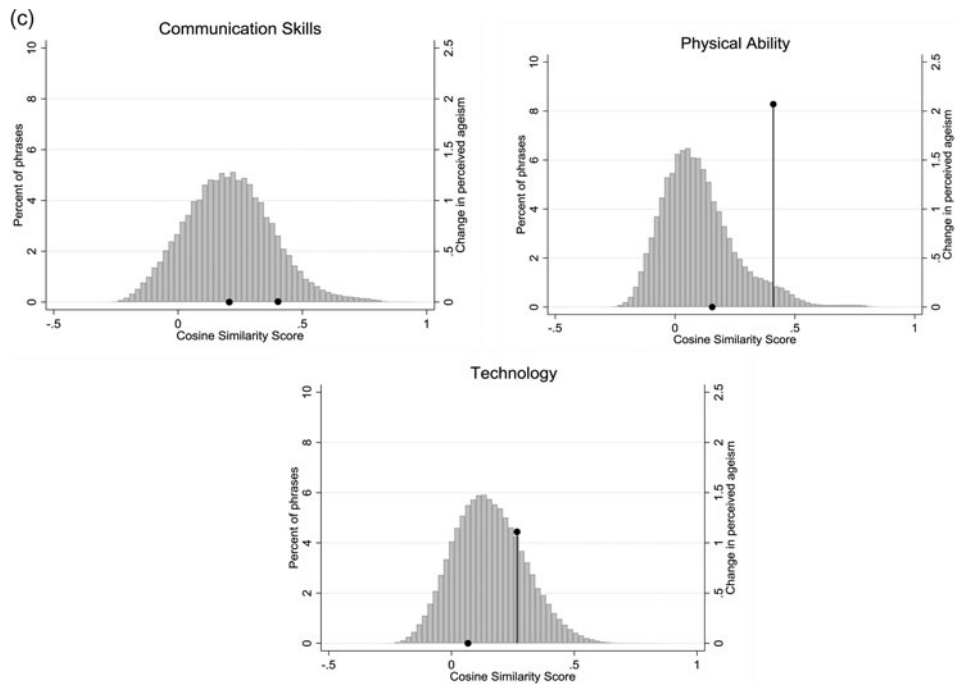 (c)
Communication Skills
Percent of phrases
0 2 4 6 8 10
Change in perceived ageism
0 .5 1 1.5 2 2.5
-.5 0 .5 1
Cosine Similarity Score
Physical Ability
Percent of phrases
0 2 4 6 8 10
Change in perceived ageism
0 .5 1 1.5 2 2.5
-.5 0 .5 1
Cosine Similarity Score
Technology
Percent of phrases
0 2 4 6 8 10
Change in perceived ageism
0 .5 1 1.5 2 2.5
-.5 0 .5 1
Cosine Similarity Score